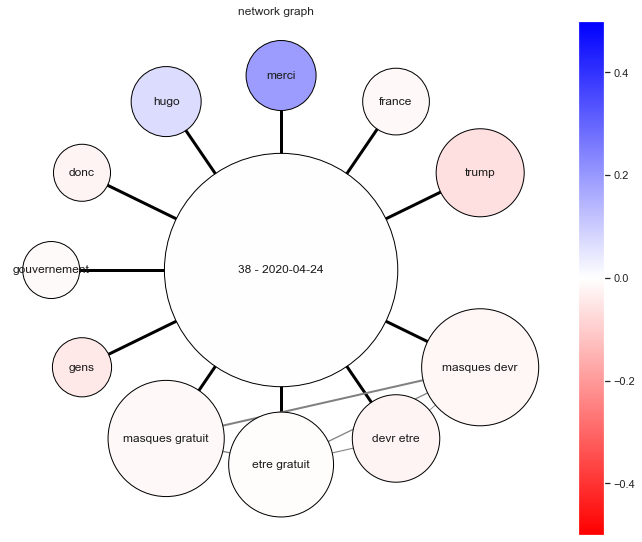 network graph
merci
hugo
france
donc
trump
gouvernement
38 - 2020-04-24
gens
masques devr
masques gratuit
etre gratuit
devr etre
0.4
0.2
0.0
−0.2
−0.4